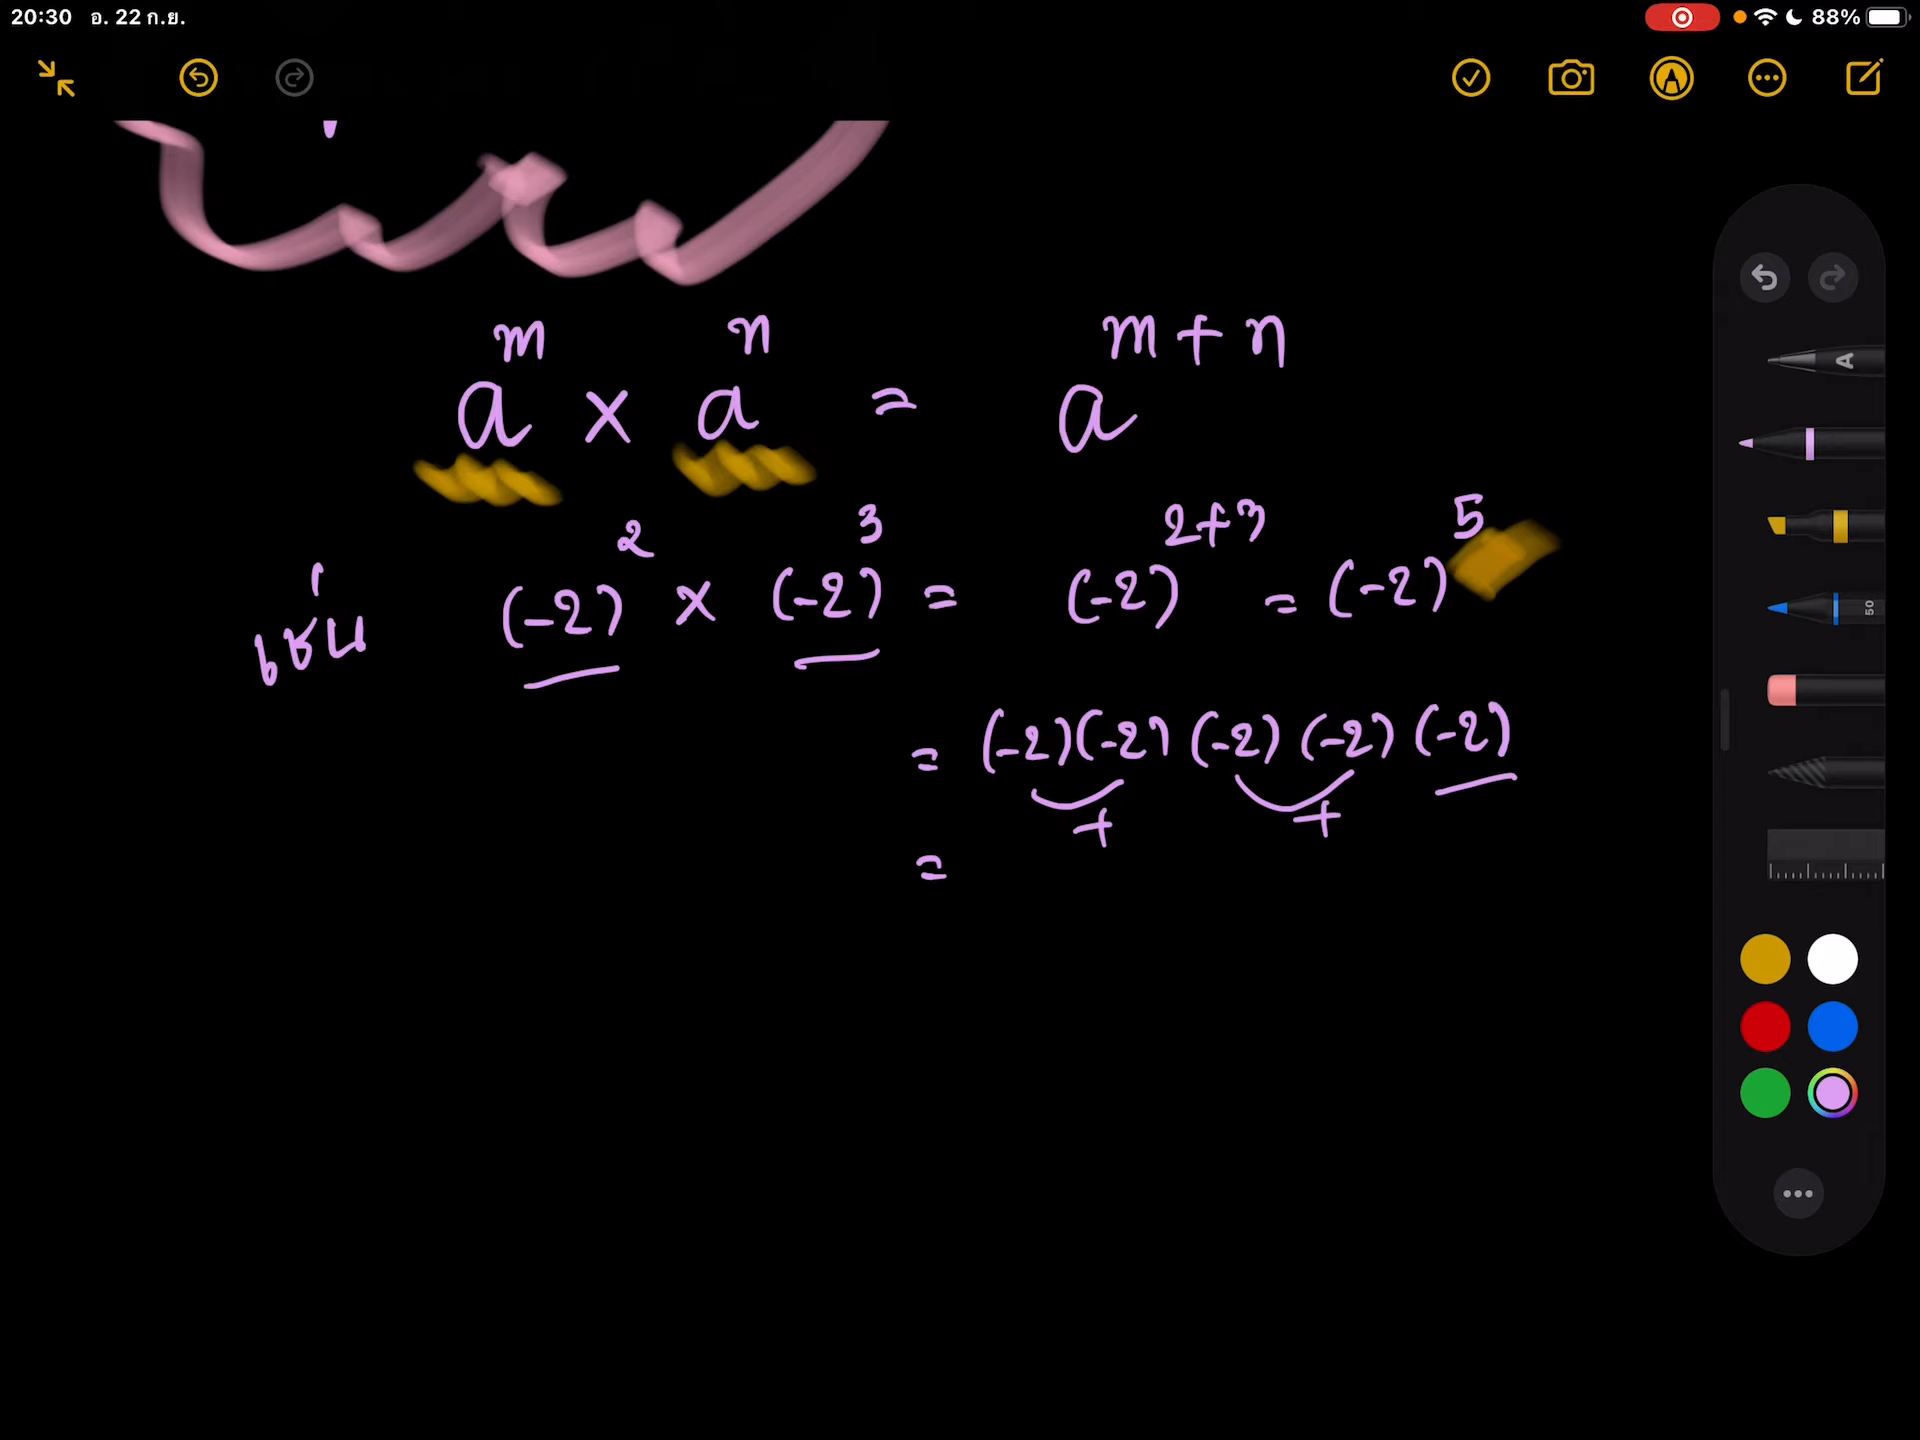 20:30 อ. 22 ก.ย. 88%
a^m × a^n = a^{m+n}
เช่น (-2)^2 × (-2)^3 = (-2)^{2+3} = (-2)^5
= (-2)(-2)(-2)(-2)(-2)
+ +
=
A
50